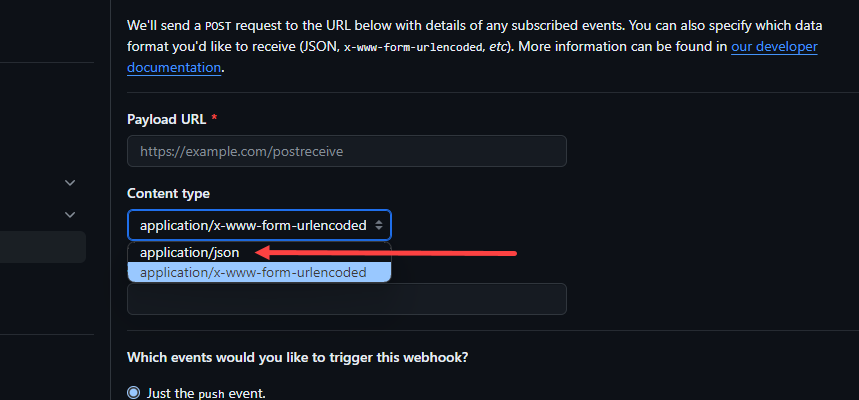 We'll send a POST request to the URL below with details of any subscribed events. You can also specify which data
format you'd like to receive (JSON, x-www-form-urlencoded, etc). More information can be found in our developer
documentation.
Payload URL *
https://example.com/postreceive
Content type
application/x-www-form-urlencoded
application/json
application/x-www-form-urlencoded
Which events would you like to trigger this webhook?
Just the push event.